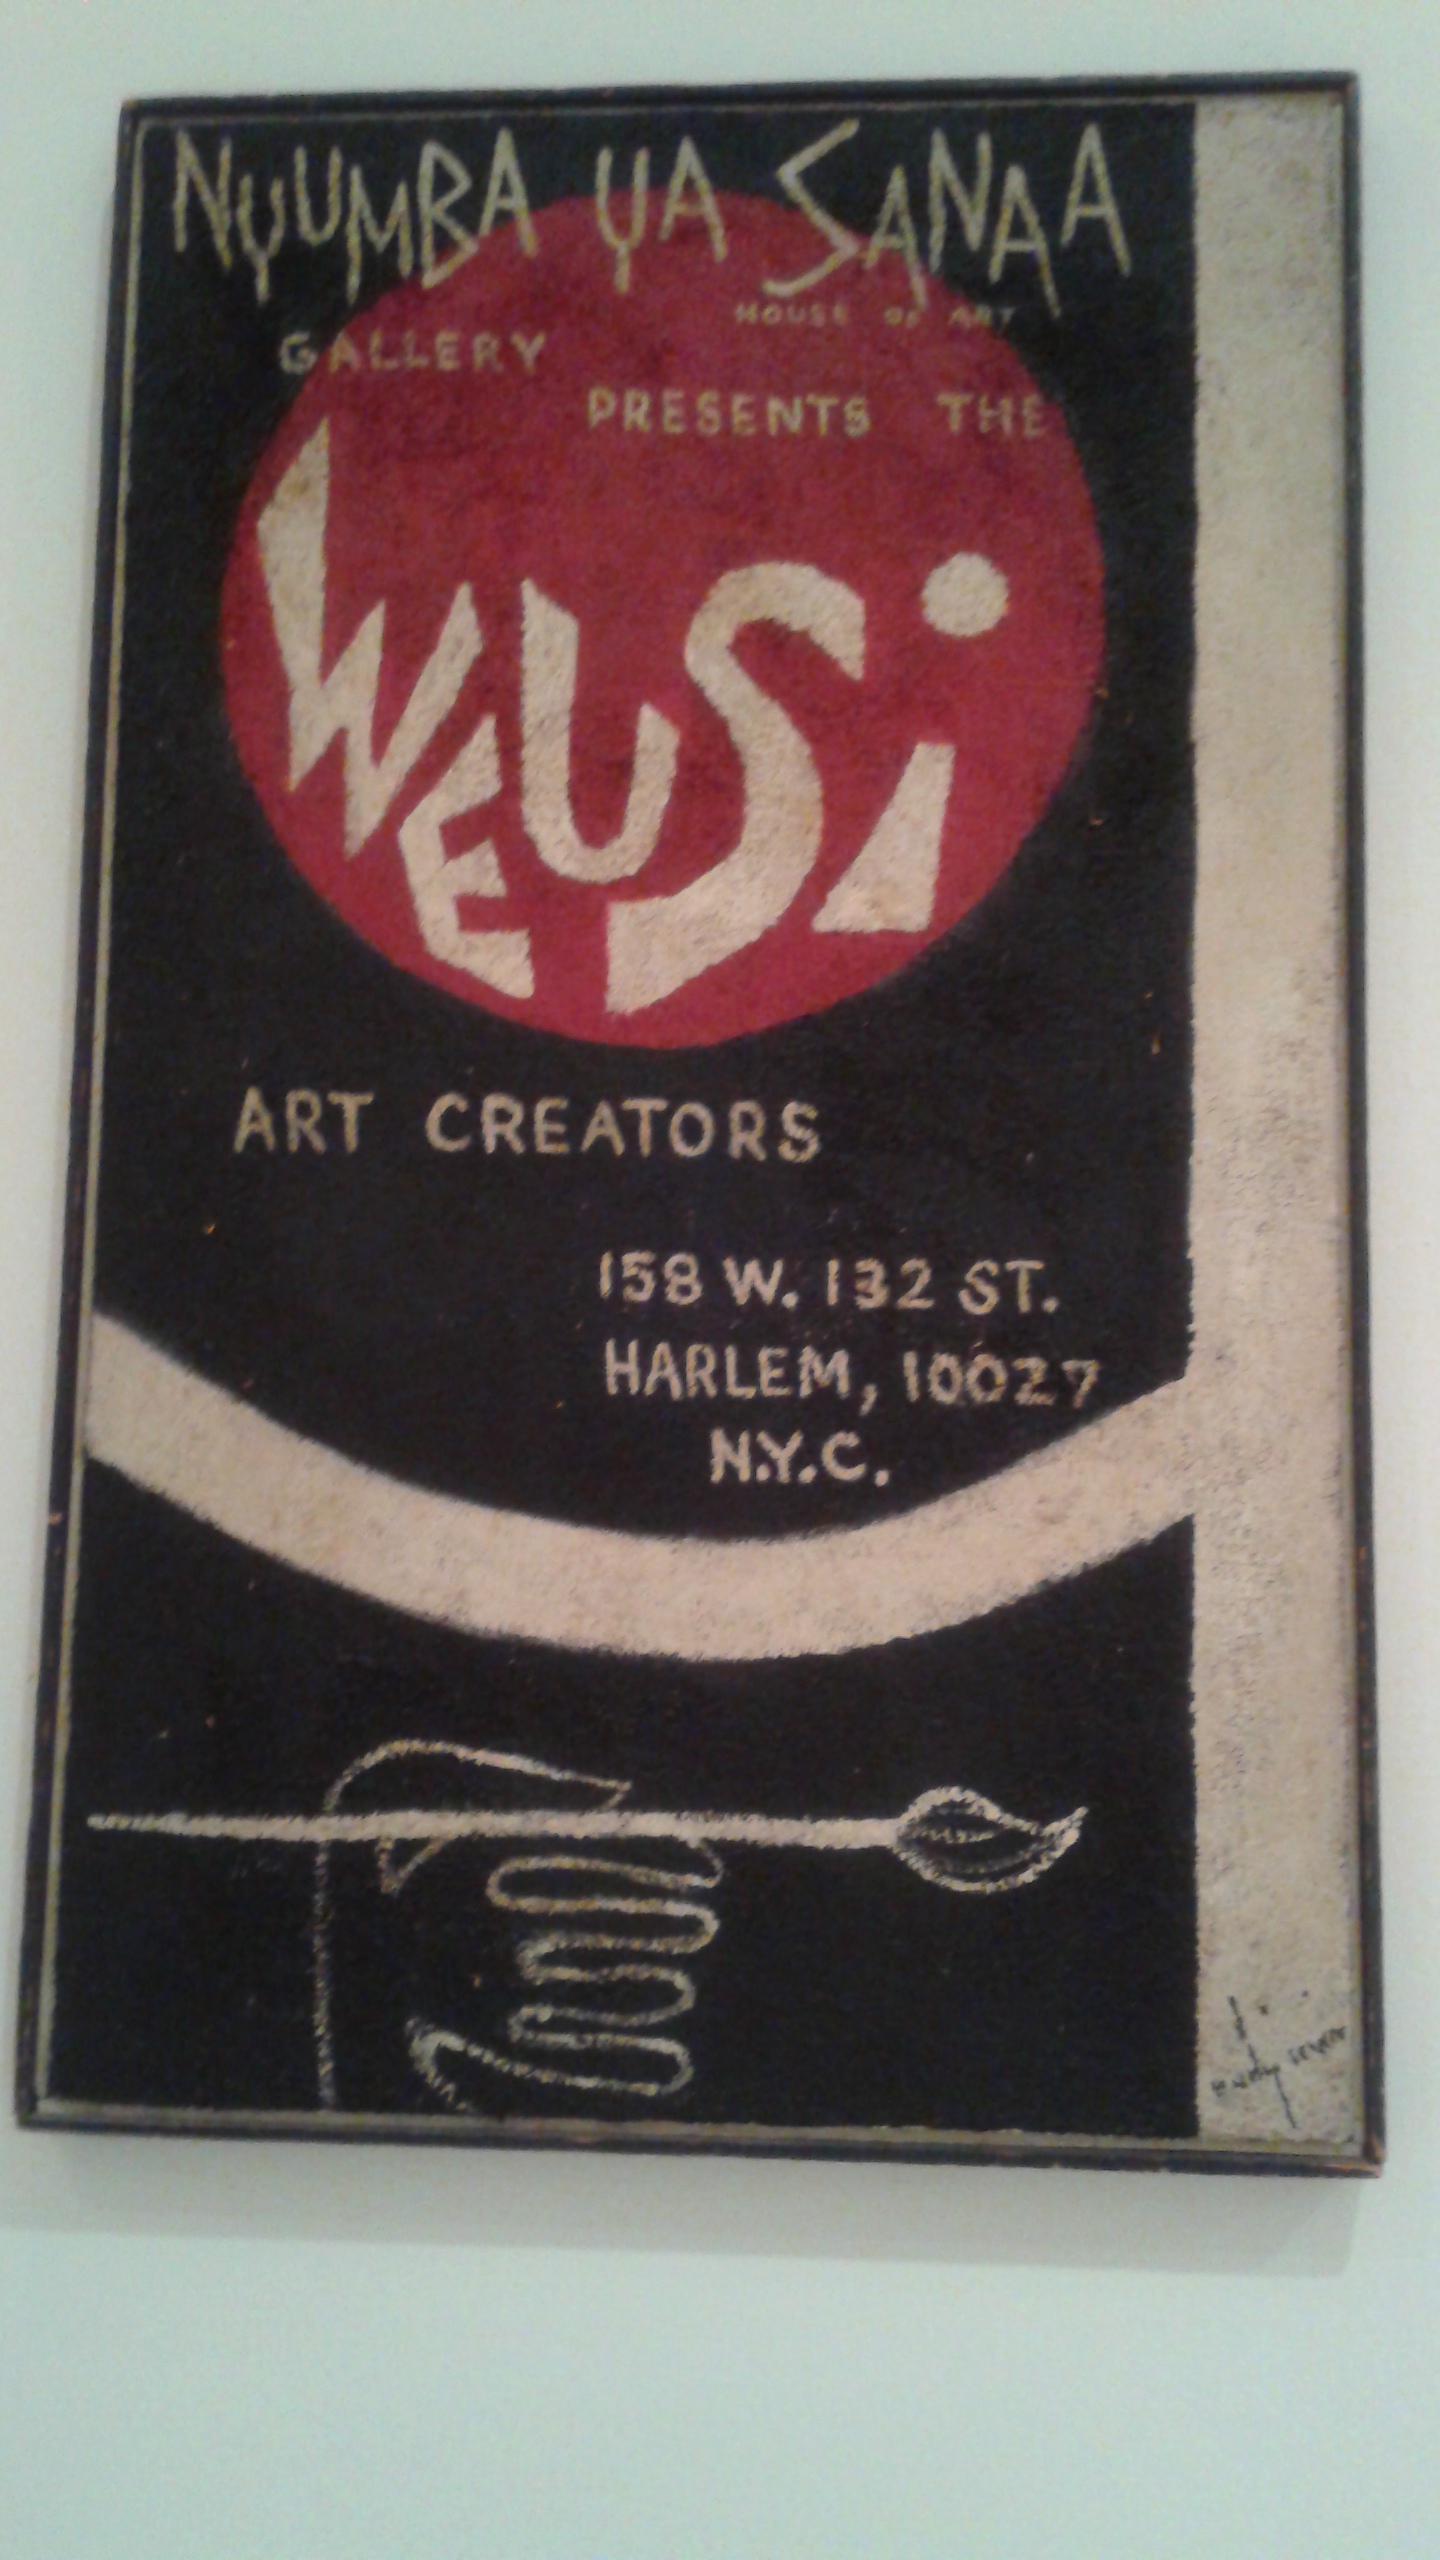 NYUMBA YA SANAA
HOUSE OF ART
GALLERY
PRESENTS THE
WEUSi
ART CREATORS
158 W. 132 ST.
HARLEM, 10027
N.Y.C.